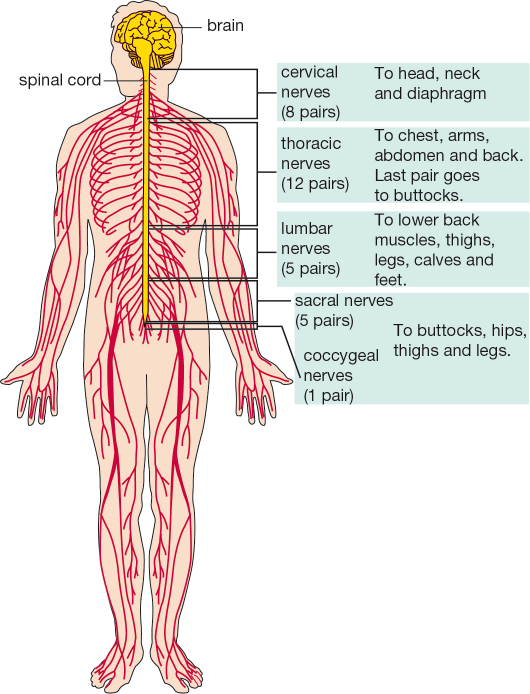 brain
spinal cord
cervical
nerves
(8 pairs)
To head, neck
and diaphragm
thoracic
nerves
(12 pairs)
To chest, arms,
abdomen and back.
Last pair goes
to buttocks.
lumbar
nerves
(5 pairs)
To lower back
muscles, thighs,
legs, calves and
feet.
sacral nerves
(5 pairs)
coccygeal
nerves
(1 pair)
To buttocks, hips,
thighs and legs.